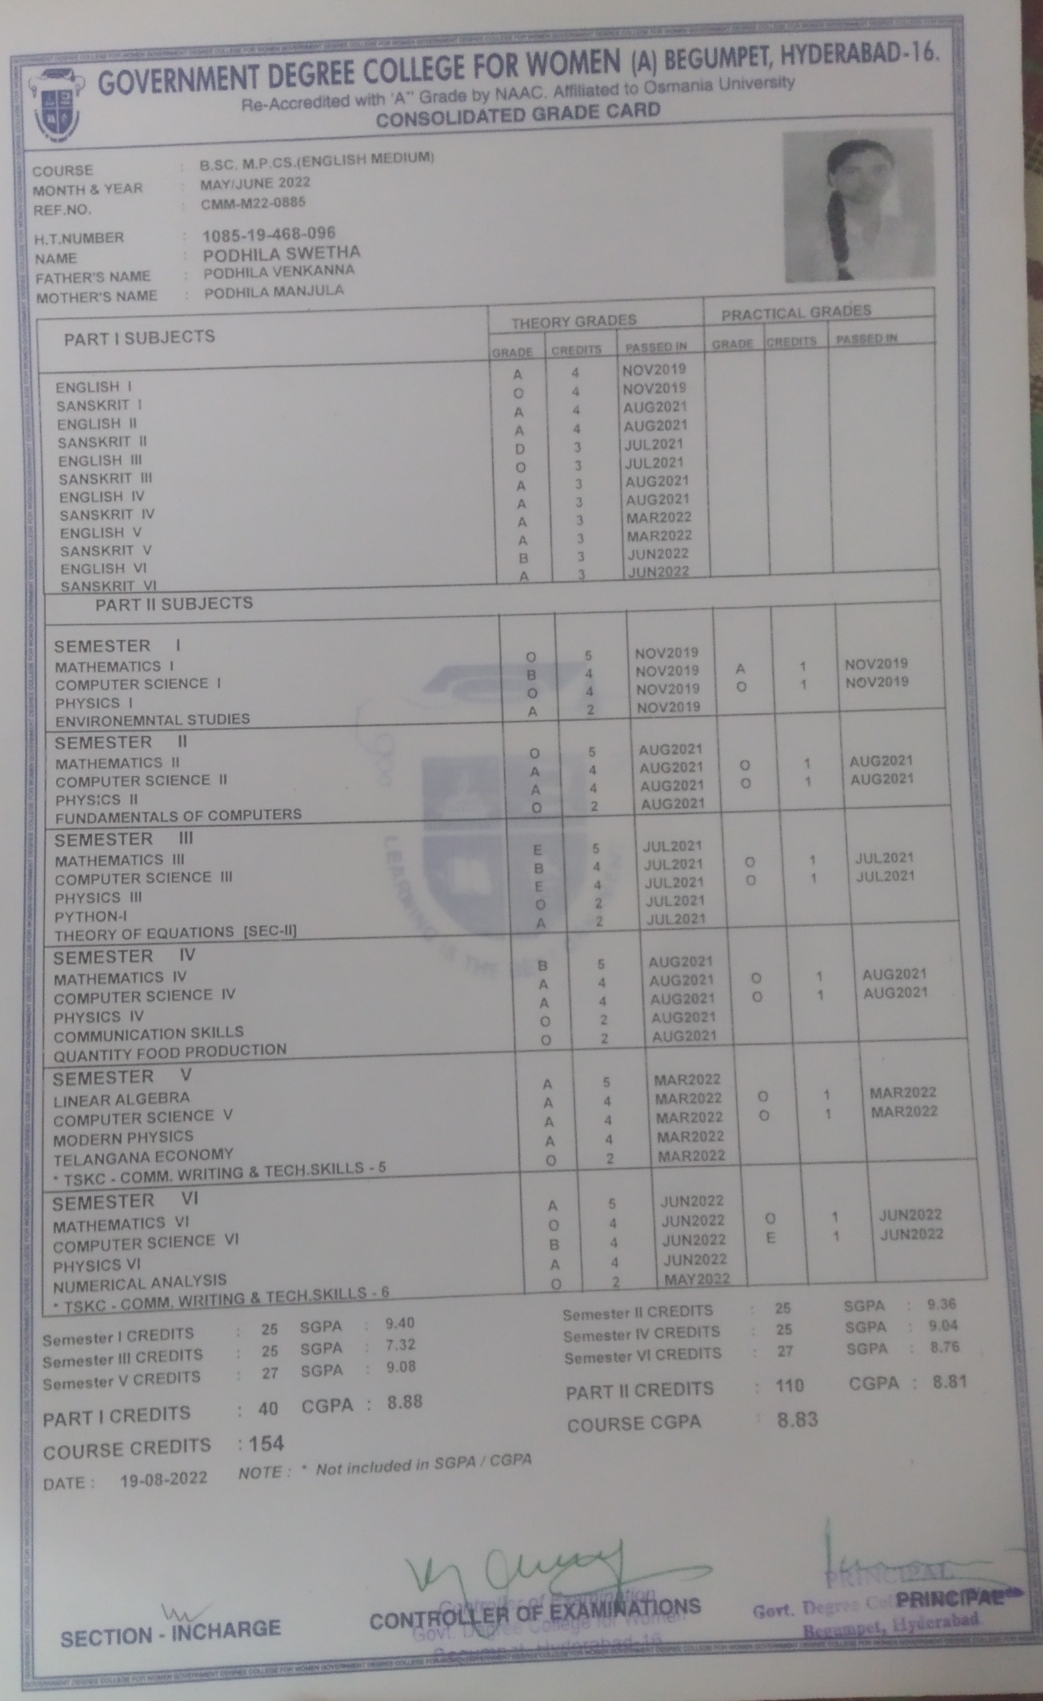 GOVERNMENT DEGREE COLLEGE FOR WOMEN (A) BEGUMPET, HYDERABAD-16.
Re-Accredited with 'A" Grade by NAAC. Affiliated to Osmania University
CONSOLIDATED GRADE CARD
COURSE : B.SC. M.P.CS.(ENGLISH MEDIUM)
MONTH & YEAR : MAY/JUNE 2022
REF.NO. : CMM-M22-0885
H.T.NUMBER : 1085-19-468-096
NAME : PODHILA SWETHA
FATHER'S NAME : PODHILA VENKANNA
MOTHER'S NAME : PODHILA MANJULA
PART I SUBJECTS THEORY GRADES PRACTICAL GRADES
GRADE CREDITS PASSED IN GRADE CREDITS PASSED IN
ENGLISH I A 4 NOV2019
SANSKRIT I O 4 NOV2019
ENGLISH II A 4 AUG2021
SANSKRIT II A 4 AUG2021
ENGLISH III D 3 JUL2021
SANSKRIT III O 3 JUL2021
ENGLISH IV A 3 AUG2021
SANSKRIT IV A 3 AUG2021
ENGLISH V A 3 MAR2022
SANSKRIT V A 3 MAR2022
ENGLISH VI B 3 JUN2022
SANSKRIT VI A 3 JUN2022
PART II SUBJECTS
SEMESTER I
MATHEMATICS I O 5 NOV2019
COMPUTER SCIENCE I B 4 NOV2019 A 1 NOV2019
PHYSICS I O 4 NOV2019 O 1 NOV2019
ENVIRONEMNTAL STUDIES A 2 NOV2019
SEMESTER II
MATHEMATICS II O 5 AUG2021
COMPUTER SCIENCE II A 4 AUG2021 O 1 AUG2021
PHYSICS II A 4 AUG2021 O 1 AUG2021
FUNDAMENTALS OF COMPUTERS O 2 AUG2021
SEMESTER III
MATHEMATICS III E 5 JUL2021
COMPUTER SCIENCE III B 4 JUL2021 O 1 JUL2021
PHYSICS III E 4 JUL2021 O 1 JUL2021
PYTHON-I O 2 JUL2021
THEORY OF EQUATIONS [SEC-II] A 2 JUL2021
SEMESTER IV
MATHEMATICS IV B 5 AUG2021
COMPUTER SCIENCE IV A 4 AUG2021 O 1 AUG2021
PHYSICS IV A 4 AUG2021 O 1 AUG2021
COMMUNICATION SKILLS O 2 AUG2021
QUANTITY FOOD PRODUCTION O 2 AUG2021
SEMESTER V
LINEAR ALGEBRA A 5 MAR2022
COMPUTER SCIENCE V A 4 MAR2022 O 1 MAR2022
MODERN PHYSICS A 4 MAR2022 O 1 MAR2022
TELANGANA ECONOMY A 4 MAR2022
* TSKC - COMM. WRITING & TECH.SKILLS - 5 O 2 MAR2022
SEMESTER VI
MATHEMATICS VI A 5 JUN2022
COMPUTER SCIENCE VI O 4 JUN2022 O 1 JUN2022
PHYSICS VI B 4 JUN2022 E 1 JUN2022
NUMERICAL ANALYSIS A 4 JUN2022
* TSKC - COMM. WRITING & TECH.SKILLS - 6 O 2 MAY2022
Semester I CREDITS : 25 SGPA : 9.40 Semester II CREDITS : 25 SGPA : 9.36
Semester III CREDITS : 25 SGPA : 7.32 Semester IV CREDITS : 25 SGPA : 9.04
Semester V CREDITS : 27 SGPA : 9.08 Semester VI CREDITS : 27 SGPA : 8.76
PART I CREDITS : 40 CGPA : 8.88 PART II CREDITS : 110 CGPA : 8.81
COURSE CREDITS : 154 COURSE CGPA : 8.83
DATE : 19-08-2022 NOTE : * Not included in SGPA / CGPA
SECTION - INCHARGE
CONTROLLER OF EXAMINATIONS
Controller of Examination
Govt. Degree College for Women
Begumpet, Hyderabad-16
PRINCIPAL
PRINCIPAL
Govt. Degree
Begumpet, Hyderabad